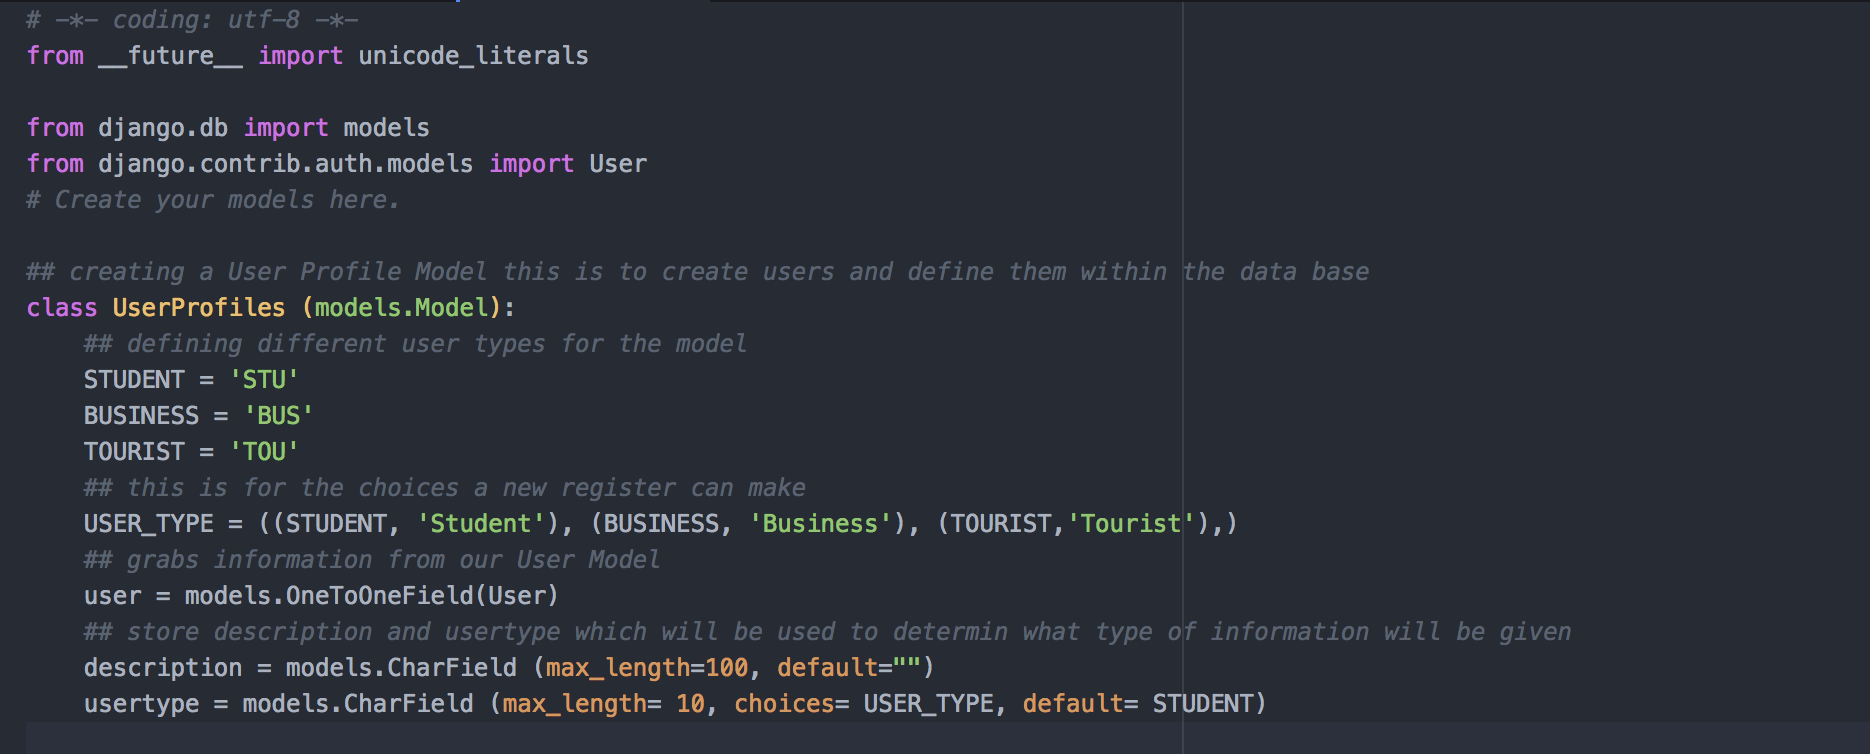 # -*- coding: utf-8 -*-
from __future__ import unicode_literals

from django.db import models
from django.contrib.auth.models import User
# Create your models here.

## creating a User Profile Model this is to create users and define them within the data base
class UserProfiles (models.Model):
    ## defining different user types for the model
    STUDENT = 'STU'
    BUSINESS = 'BUS'
    TOURIST = 'TOU'
    ## this is for the choices a new register can make
    USER_TYPE = ((STUDENT, 'Student'), (BUSINESS, 'Business'), (TOURIST,'Tourist'),)
    ## grabs information from our User Model
    user = models.OneToOneField(User)
    ## store description and usertype which will be used to determin what type of information will be given
    description = models.CharField (max_length=100, default="")
    usertype = models.CharField (max_length= 10, choices= USER_TYPE, default= STUDENT)